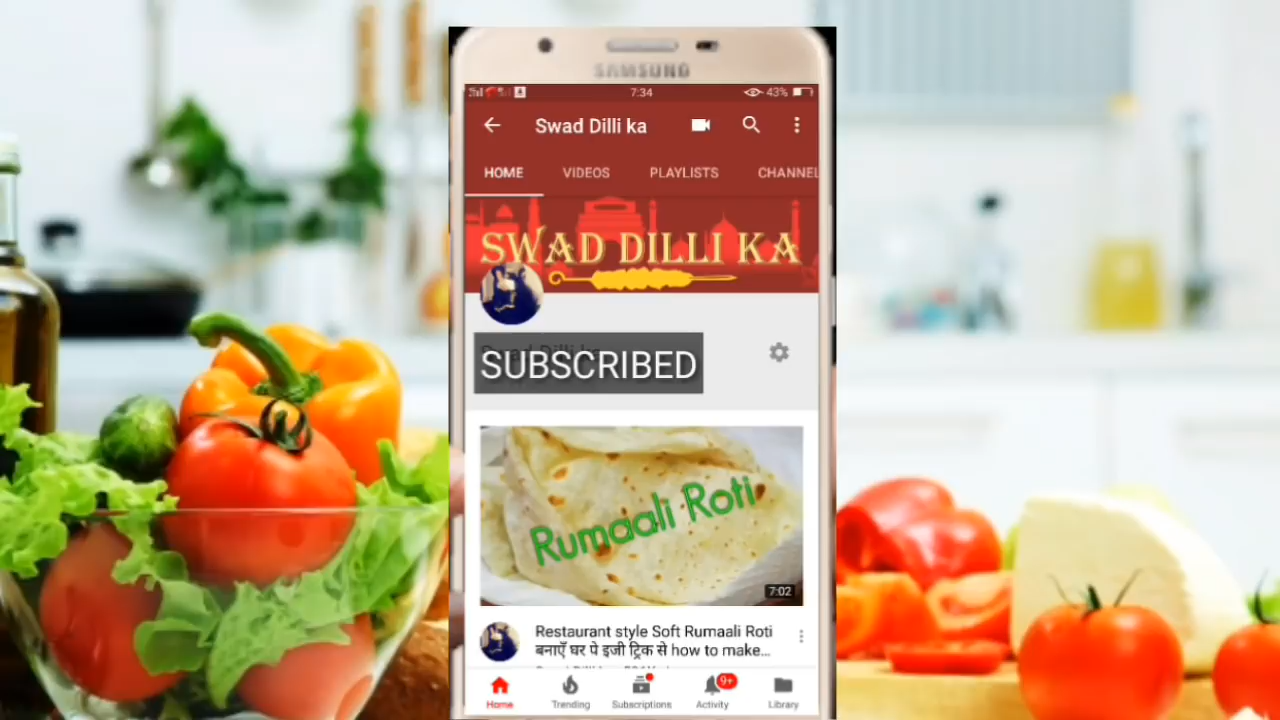 SAMSUNG
7:34
43%
Swad Dilli ka
HOME VIDEOS PLAYLISTS CHANNEL
SWAD DILLI KA
SUBSCRIBED
Rumaali Roti
7:02
Restaurant style Soft Rumaali Roti
बनाएँ घर पे इजी ट्रिक से how to make...
9+
Home Trending Subscriptions Activity Library